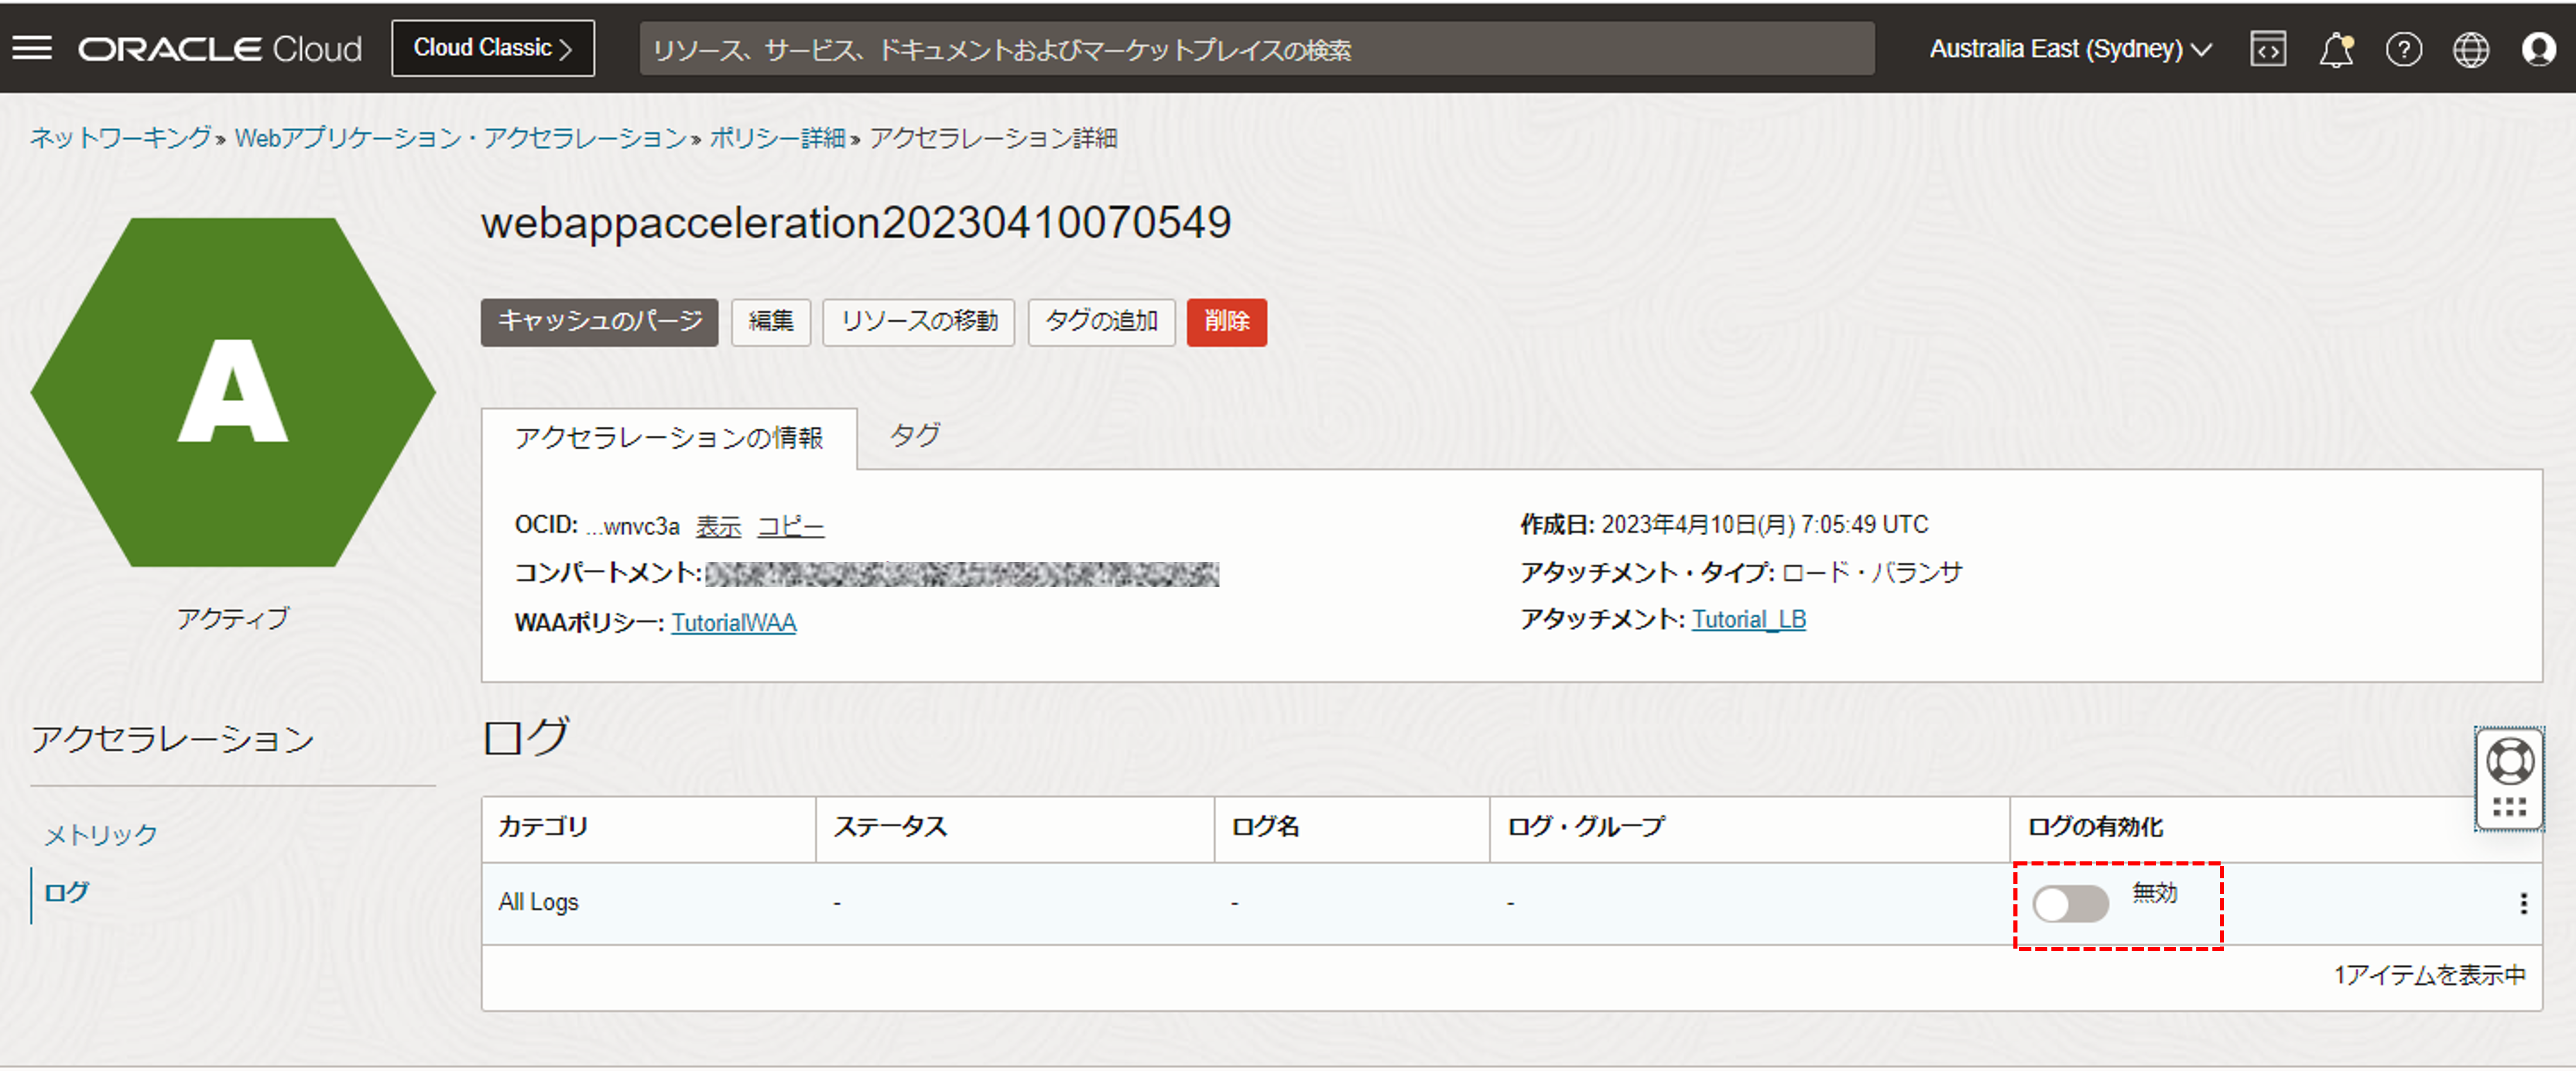 ORACLE Cloud
Cloud Classic
リソース、サービス、ドキュメントおよびマーケットプレイスの検索
Australia East (Sydney)
ネットワーキング » Webアプリケーション・アクセラレーション » ポリシー詳細 » アクセラレーション詳細
A
アクティブ
webappacceleration20230410070549
キャッシュのパージ 編集 リソースの移動 タグの追加 削除
アクセラレーションの情報 タグ
OCID: ...wnvc3a 表示 コピー
コンパートメント:
WAAポリシー: TutorialWAA
作成日: 2023年4月10日(月) 7:05:49 UTC
アタッチメント・タイプ: ロード・バランサ
アタッチメント: Tutorial_LB
アクセラレーション
メトリック
ログ
ログ
カテゴリ ステータス ログ名 ログ・グループ ログの有効化
All Logs - - - 無効
1アイテムを表示中